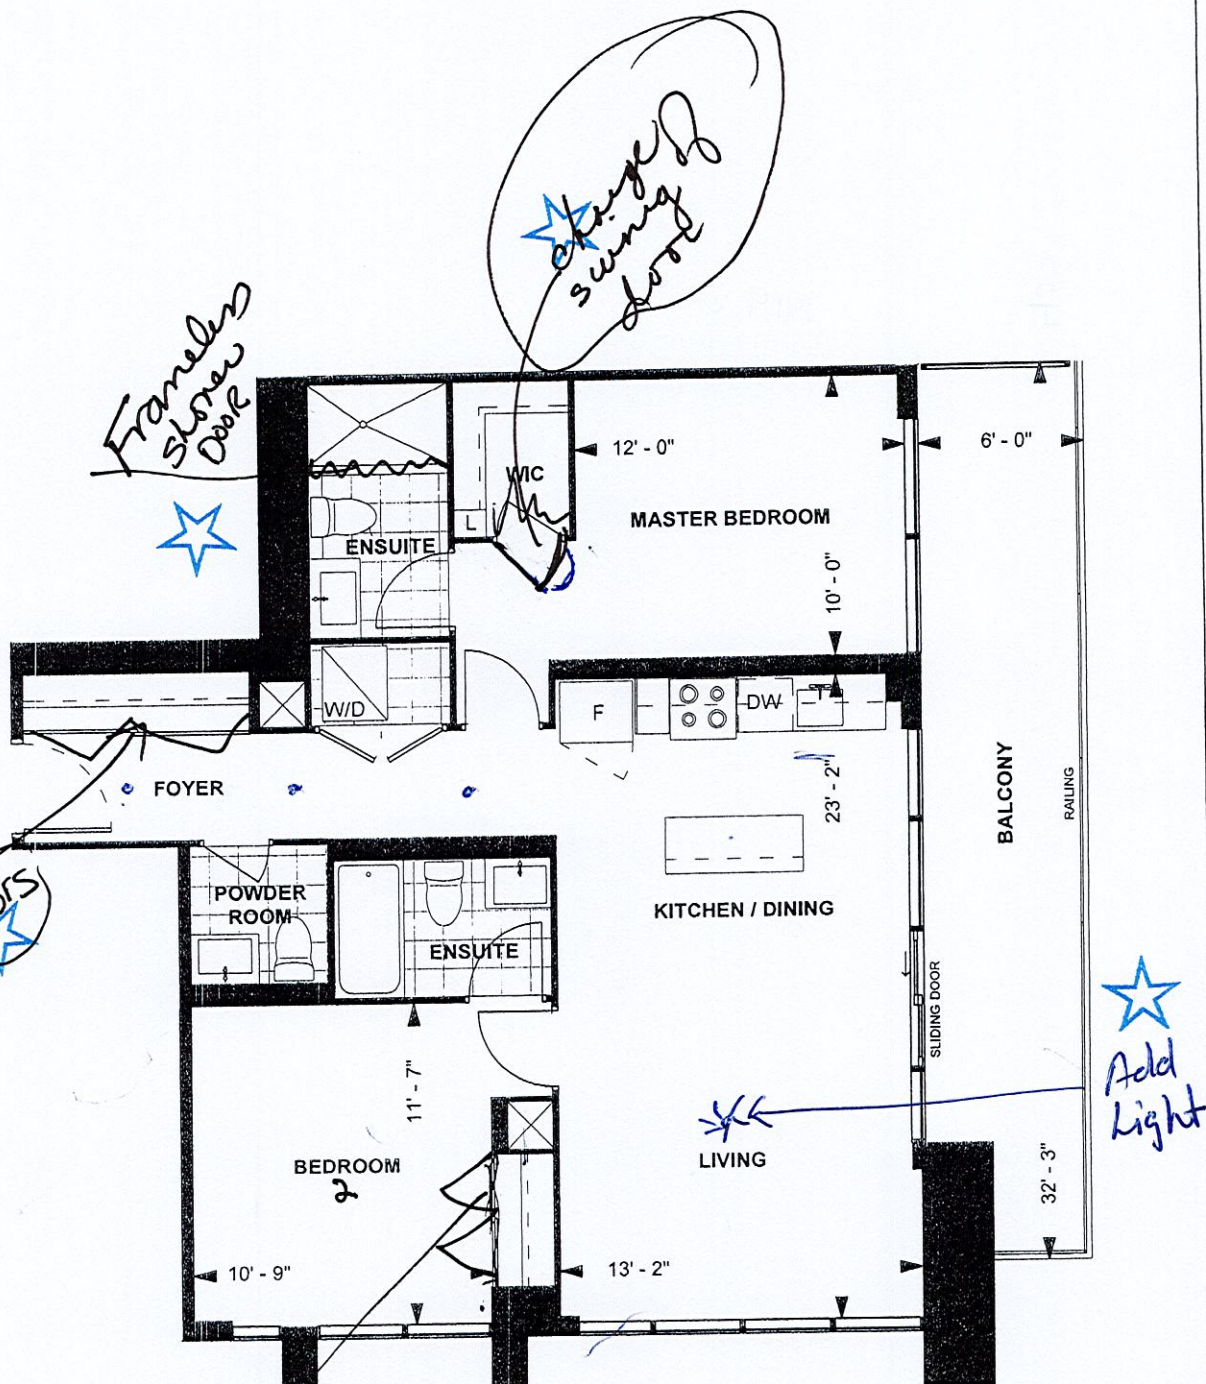 Change of
swing
door
Frameless
Shower
DOOR
12' - 0"
6' - 0"
WIC
MASTER BEDROOM
L
ENSUITE
10' - 0"
W/D
F
DW
FOYER
23' - 2"
BALCONY
RAILING
ors
POWDER
ROOM
KITCHEN / DINING
ENSUITE
SLIDING DOOR
11' - 7"
Add
Light
BEDROOM
2
LIVING
32' - 3"
10' - 9"
13' - 2"